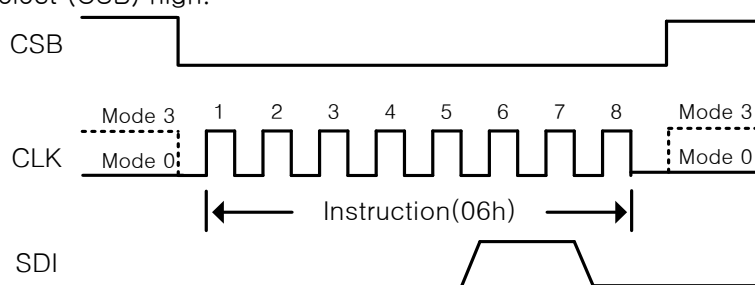 select (CSB) high.
CSB
Mode 3 1 2 3 4 5 6 7 8 Mode 3
CLK Mode 0 Mode 0
Instruction(06h)
SDI